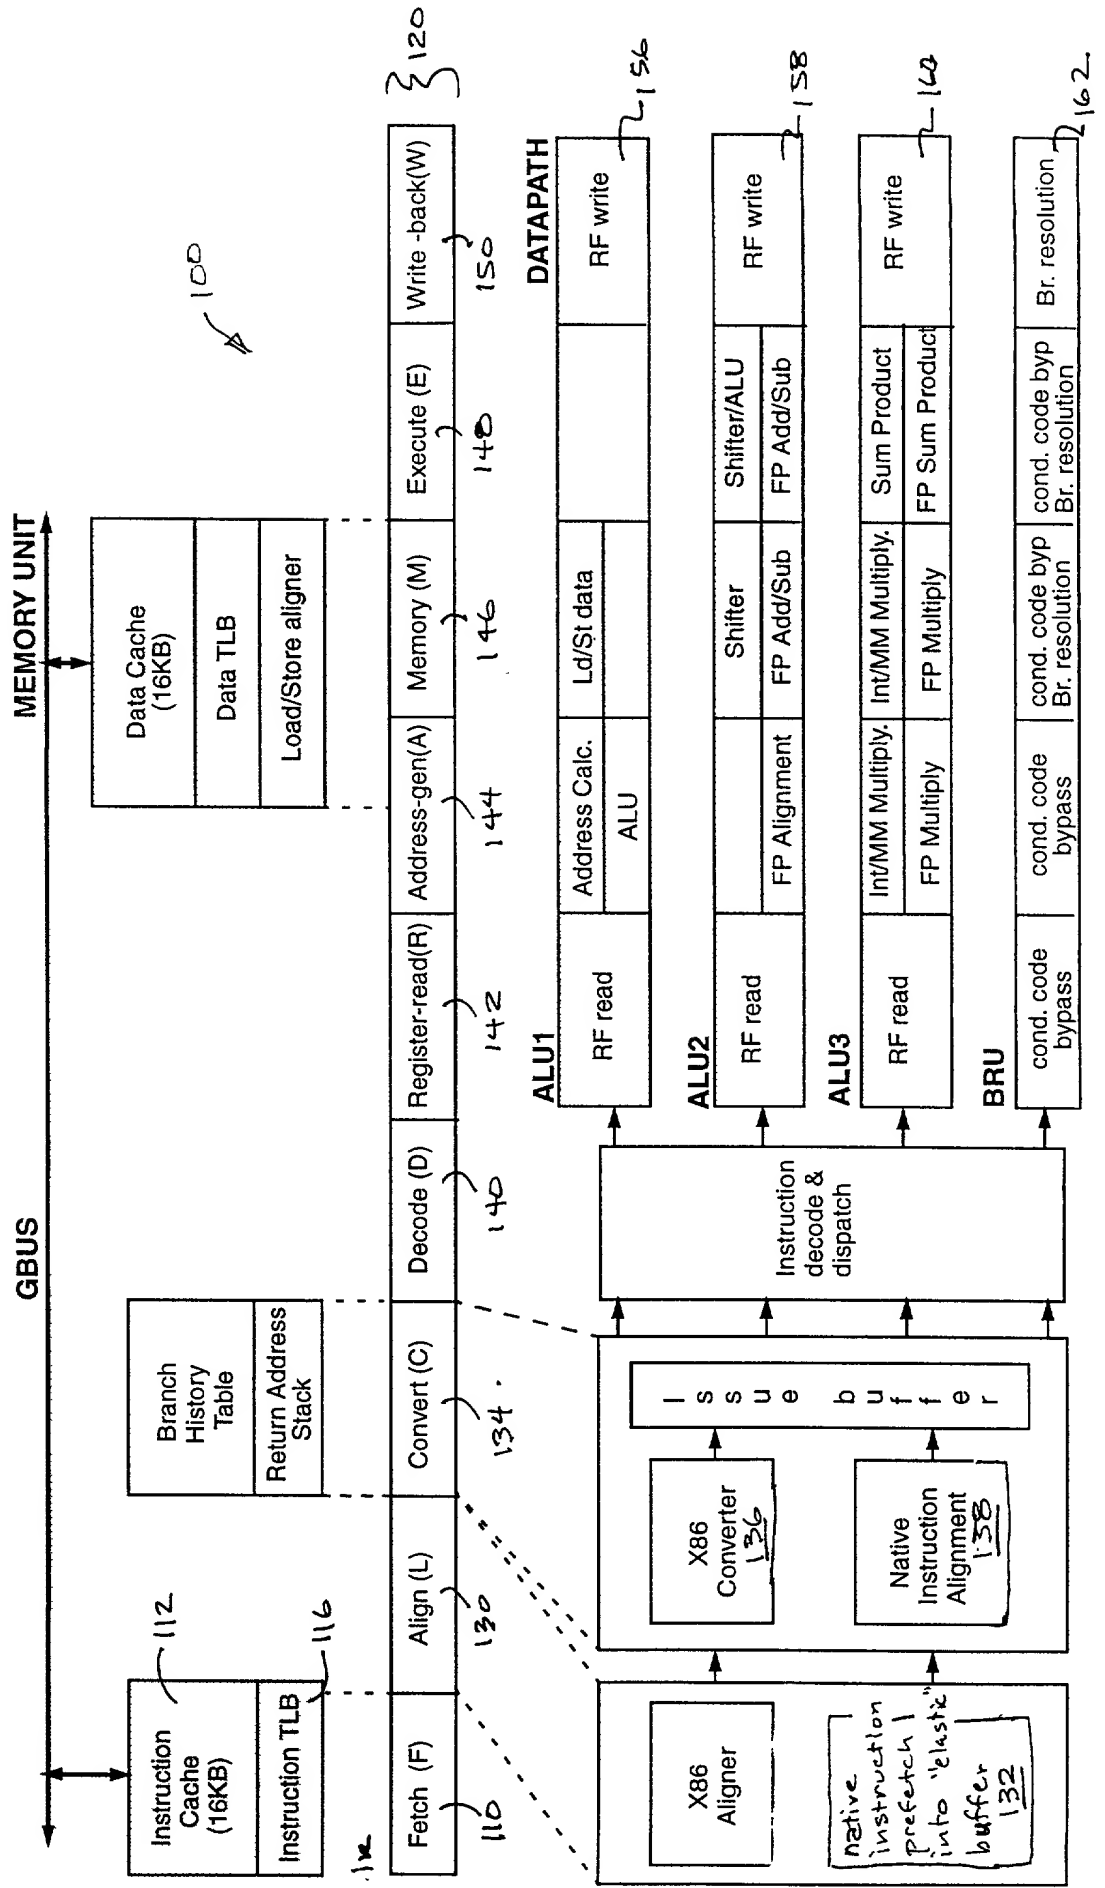 GBUS
MEMORY UNIT
Instruction
Cache
(16KB)
112
Instruction TLB
116
Branch
History
Table
Return Address
Stack
Data Cache
(16KB)
Data TLB
Load/Store aligner
100
Fetch (F)
110
Align (L)
130
Convert (C)
134
Decode (D)
140
Register-read(R)
142
Address-gen(A)
144
Memory (M)
146
Execute (E)
Write -back(W)
150
120
DATAPATH
X86
Aligner
native
instruction
prefetch
into "elastic"
buffer
132
X86
Converter
136
Native
Instruction
Alignment
138
Issue buffer
Instruction
decode &
dispatch
ALU1
RF read
Address Calc.
ALU
Ld/St data
RF write
156
ALU2
RF read
FP Alignment
Shifter
FP Add/Sub
Shifter/ALU
FP Add/Sub
RF write
158
ALU3
RF read
Int/MM Multiply.
FP Multiply
Int/MM Multiply.
FP Multiply
Sum Product
FP Sum Product
RF write
BRU
cond. code
bypass
cond. code
bypass
cond. code byp
Br. resolution
cond. code byp
Br. resolution
Br. resolution
162